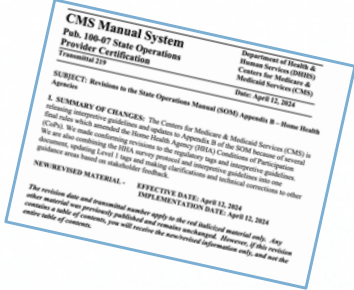 CMS Manual System
Department of Health &
Human Services (DHHS)
Pub. 100-07 State Operations
Provider Certification
Centers for Medicare &
Medicaid Services (CMS)
Transmittal 219
Date: April 12, 2024
SUBJECT: Revisions to the State Operations Manual (SOM) Appendix B - Home Health
Agencies
I. SUMMARY OF CHANGES: The Centers for Medicare & Medicaid Services (CMS) is
releasing interpretive guidelines and updates to Appendix B of the SOM because of several
final rules which amended the Home Health Agency (HHA) Conditions of Participation
(CoPs). We made conforming revisions to the regulatory tags and interpretive guidelines.
We are also combining the HHA survey protocol and interpretive guidelines into one
document, updating Level 1 tags and making clarifications and technical corrections to other
guidance areas based on stakeholder feedback.
NEW/REVISED MATERIAL - EFFECTIVE DATE: April 12, 2024
IMPLEMENTATION DATE: April 12, 2024
The revision date and transmittal number apply to the red italicized material only. Any
other material was previously published and remains unchanged. However, if this revision
contains a table of contents, you will receive the new/revised information only, and not the
entire table of contents.